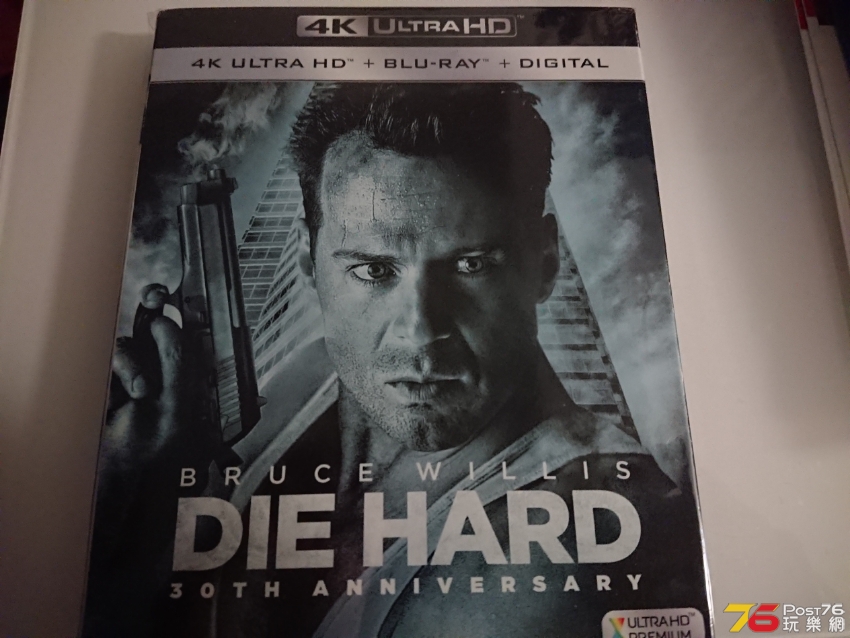 4K ULTRA HD™
4K ULTRA HD™ + BLU-RAY™ + DIGITAL
BRUCE WILLIS
DIE HARD
30TH ANNIVERSARY
ULTRA HD™
PREMIUM
76 POST76
玩樂網